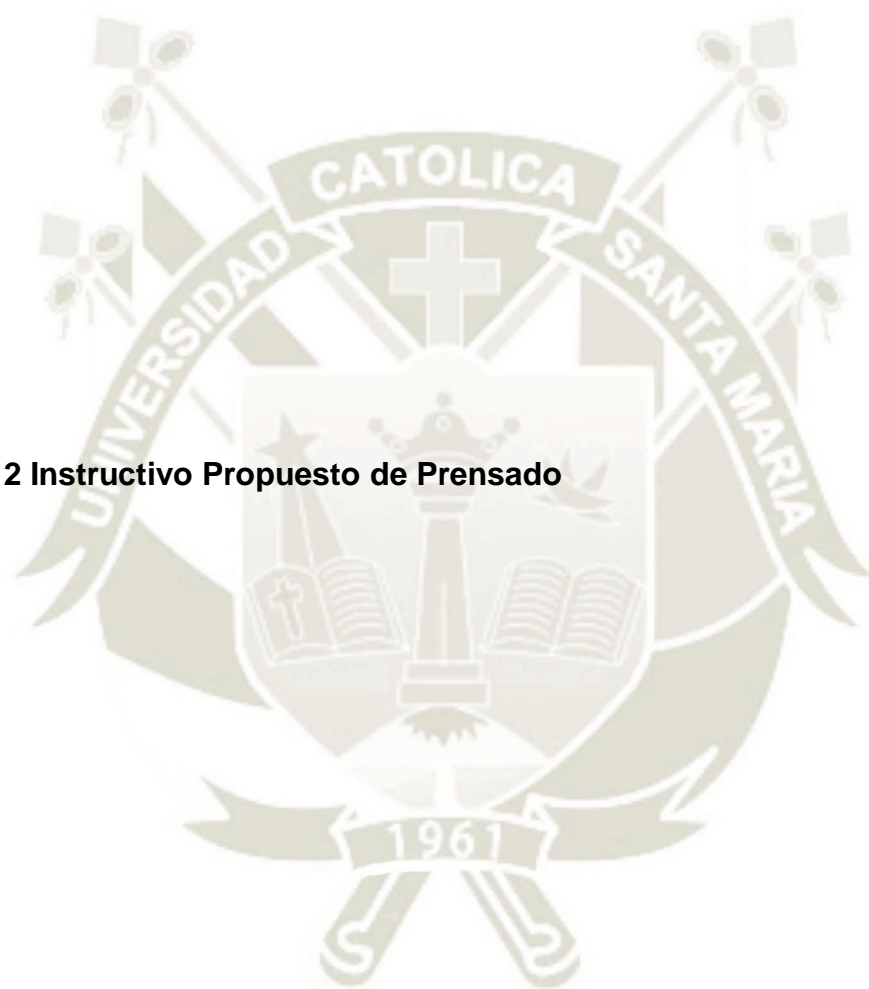 CATOLICA
UNIVERSIDAD
SANTA MARIA
2 Instructivo Propuesto de Prensado
1961